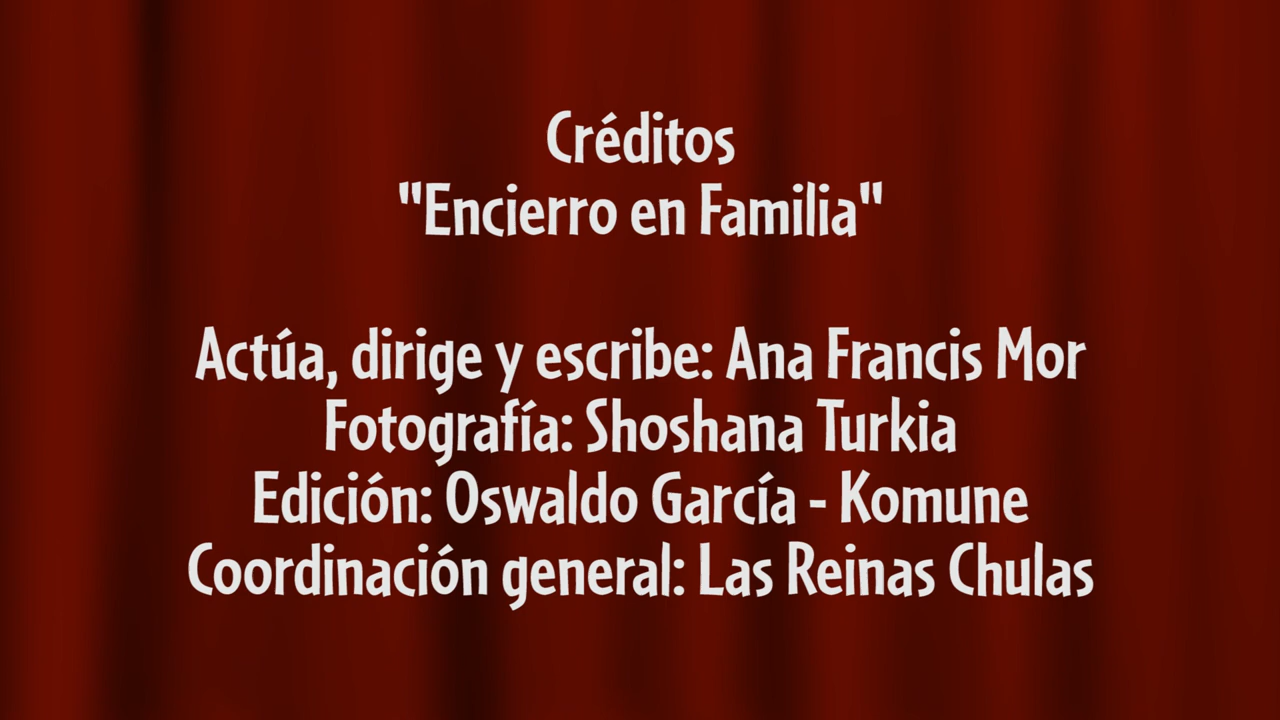 Créditos
"Encierro en Familia"
Actúa, dirige y escribe: Ana Francis Mor
Fotografía: Shoshana Turkia
Edición: Oswaldo García - Komune
Coordinación general: Las Reinas Chulas